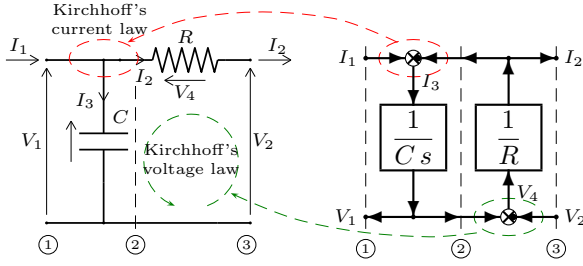 Kirchhoff's
current law
I₁
R
I₂
I₂
V₄
I₃
C
V₁
V₂
Kirchhoff's
voltage law
1 2 3
I₁
I₂
I₃
1/(C s)
1/R
V₄
V₁
V₂
1 2 3